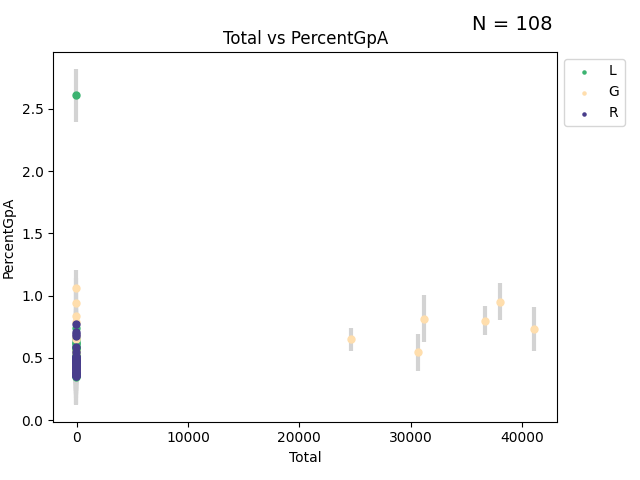 N = 108
Total vs PercentGpA
L
G
R
PercentGpA
2.5
2.0
1.5
1.0
0.5
0.0
0
10000
20000
30000
40000
Total